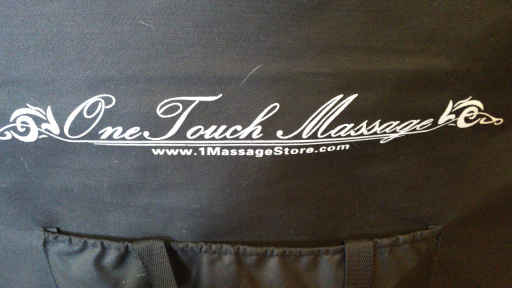 One Touch Massage
www.1MassageStore.com